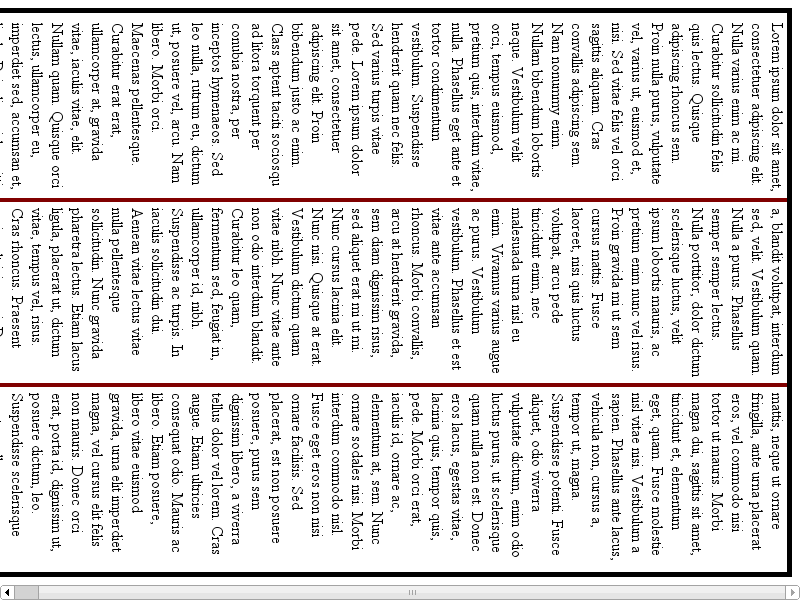 Lorem ipsum dolor sit amet,
consectetuer adipiscing elit.
Nulla varius enim ac mi.
Curabitur sollicitudin felis
quis lectus. Quisque
adipiscing rhoncus sem.
Proin nulla purus, vulputate
vel, varius ut, euismod et,
nisi. Sed vitae felis vel orci
sagittis aliquam. Cras
convallis adipiscing sem.
Nam nonummy enim.
Nullam bibendum lobortis
neque. Vestibulum velit
orci, tempus euismod,
pretium quis, interdum vitae,
nulla. Phasellus eget ante et
tortor condimentum
vestibulum. Suspendisse
hendrerit quam nec felis.
Sed varius turpis vitae
pede. Lorem ipsum dolor
sit amet, consectetuer
adipiscing elit. Proin
bibendum justo ac enim.
Class aptent taciti sociosqu
ad litora torquent per
conubia nostra, per
inceptos hymenaeos. Sed
leo nulla, rutrum eu, dictum
ut, posuere vel, arcu. Nam
libero. Morbi orci.
Maecenas pellentesque.
Curabitur erat erat,
ullamcorper at, gravida
vitae, iaculis vitae, elit.
Nullam quam. Quisque orci
lectus, ullamcorper eu,
imperdiet sed, accumsan et,
a, blandit volutpat, interdum
sed, velit. Vestibulum quam.
Nulla a purus. Phasellus
semper semper lectus.
Nulla porttitor, dolor dictum
scelerisque luctus, velit
ipsum lobortis mauris, ac
pretium enim nunc vel risus.
Proin gravida mi ut sem
cursus mattis. Fusce
laoreet, nisi quis luctus
volutpat, arcu pede
tincidunt enim, nec
malesuada urna nisl eu
enim. Vivamus varius augue
ac purus. Vestibulum
vestibulum. Phasellus et est
vitae ante accumsan
rhoncus. Morbi convallis,
arcu at hendrerit gravida,
sem diam dignissim risus,
sed aliquet erat mi ut mi.
Nunc cursus lacinia elit.
Nunc nisi. Quisque at erat.
Vestibulum dictum quam
vitae nibh. Nunc vitae ante
non odio interdum blandit.
Curabitur leo quam,
fermentum sed, feugiat in,
ullamcorper id, nibh.
Suspendisse ac turpis. In
iaculis sollicitudin dui.
Aenean vitae lectus vitae
nulla pellentesque
sollicitudin. Nunc gravida
pharetra lectus. Etiam lacus
ligula, placerat ut, dictum
vitae, tempus vel, risus.
Cras rhoncus. Praesent
mattis, neque ut ornare
fringilla, ante urna placerat
eros, vel commodo nisi
tortor ut mauris. Morbi
magna dui, sagittis sit amet,
tincidunt et, elementum
eget, quam. Fusce molestie
nisl vitae nisi. Vestibulum a
sapien. Phasellus ante lacus,
vehicula non, cursus a,
tempor ut, magna.
Suspendisse potenti. Fusce
aliquet, odio viverra
vulputate dictum, enim odio
luctus purus, ut scelerisque
quam nulla non est. Donec
eros lacus, egestas vitae,
lacinia quis, tempor quis,
pede. Morbi orci erat,
iaculis id, ornare ac,
elementum at, sem. Nunc
ornare sodales nisi. Morbi
interdum commodo nisl.
Fusce eget eros non nisi
ornare facilisis. Sed
placerat, est non posuere
posuere, purus sem
dignissim libero, a viverra
tellus dolor vel lorem. Cras
augue. Etiam ultricies
consequat odio. Mauris ac
libero. Etiam posuere,
libero vitae euismod
gravida, urna elit imperdiet
magna, vel cursus elit felis
non mauris. Donec orci
erat, porta id, dignissim ut,
posuere dictum, leo.
Suspendisse scelerisque